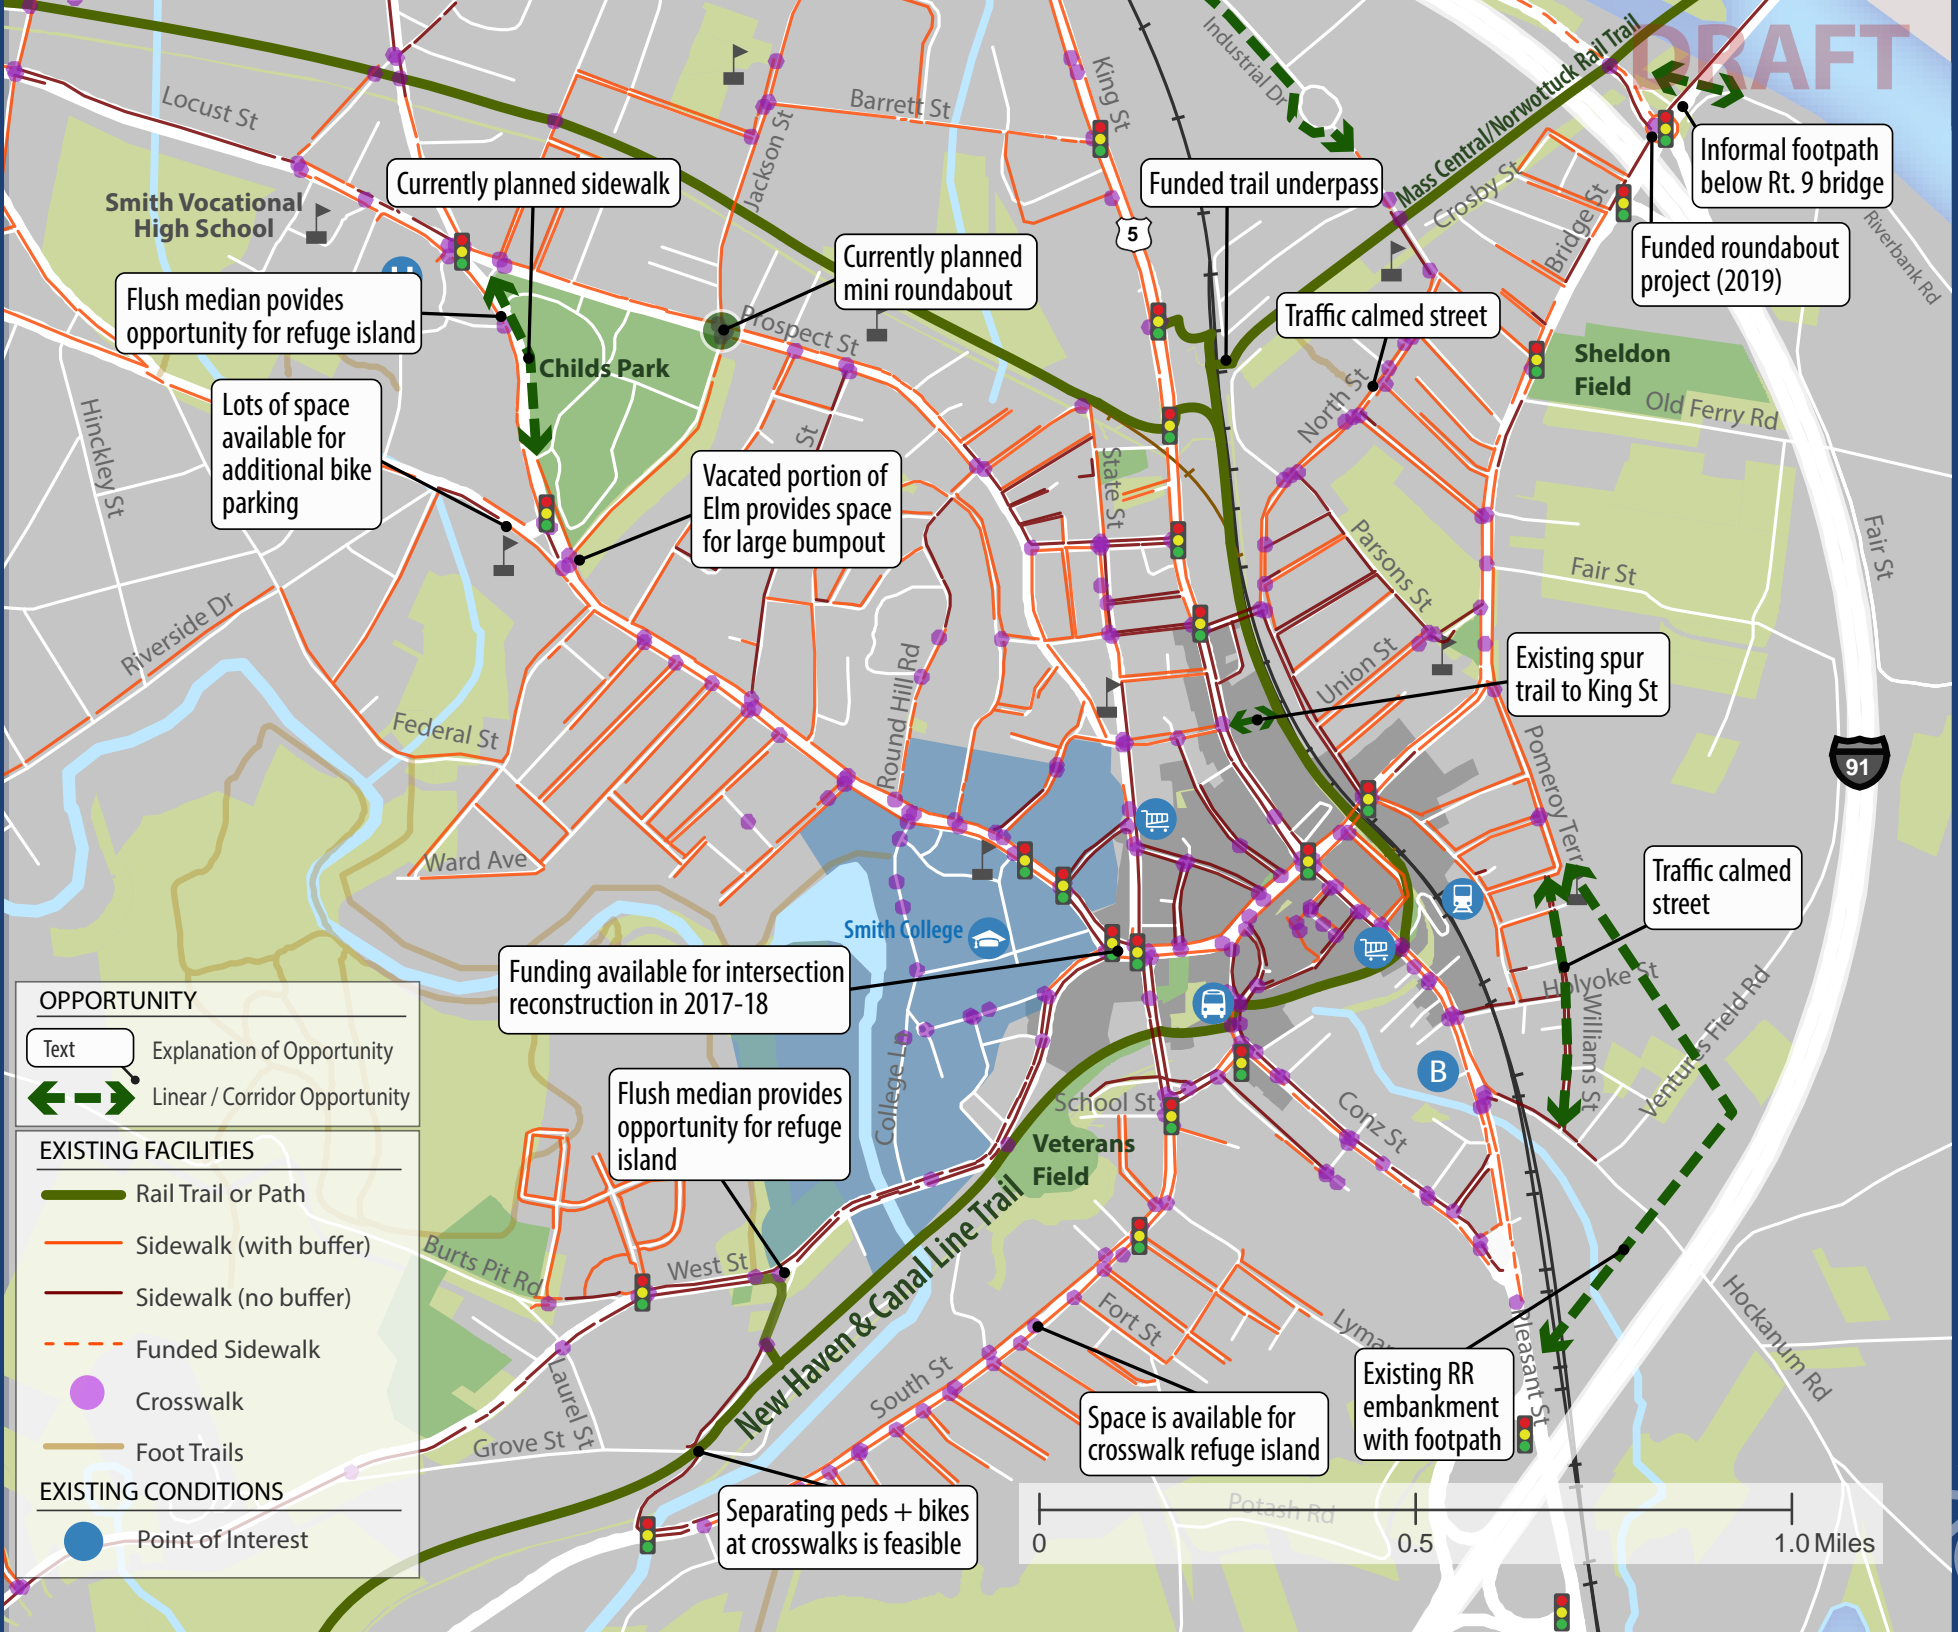 DRAFT
Industrial Dr
King St
Mass Central/Norwottuck Rail Trail
Barrett St
Locust St
Jackson St
Crosby St
Bridge St
Riverbank Rd
Informal footpath
below Rt. 9 bridge
Currently planned sidewalk
Funded trail underpass
Smith Vocational
High School
5
Funded roundabout
project (2019)
Currently planned
mini roundabout
Flush median povides
opportunity for refuge island
Traffic calmed street
Prospect St
Childs Park
Sheldon
Field
Old Ferry Rd
North St
Hinckley St
Lots of space
available for
additional bike
parking
St
State St
Vacated portion of
Elm provides space
for large bumpout
Parsons St
Fair St
Fair St
Riverside Dr
Union St
Existing spur
trail to King St
Round Hill Rd
Federal St
Pomeroy Terr
91
Ward Ave
Traffic calmed
street
Smith College
Funding available for intersection
reconstruction in 2017-18
Holyoke St
Williams St
Ventures Field Rd
OPPORTUNITY
Text
Explanation of Opportunity
Linear / Corridor Opportunity
B
College Ln
School St
Conz St
Flush median provides
opportunity for refuge
island
Veterans
Field
EXISTING FACILITIES
Rail Trail or Path
Sidewalk (with buffer)
Sidewalk (no buffer)
Funded Sidewalk
Crosswalk
Foot Trails
EXISTING CONDITIONS
Point of Interest
Burts Pit Rd
West St
New Haven & Canal Line Trail
Fort St
Lyman
Pleasant St
Hockanum Rd
Laurel St
South St
Grove St
Existing RR
embankment
with footpath
Space is available for
crosswalk refuge island
Separating peds + bikes
at crosswalks is feasible
Potash Rd
0
0.5
1.0 Miles